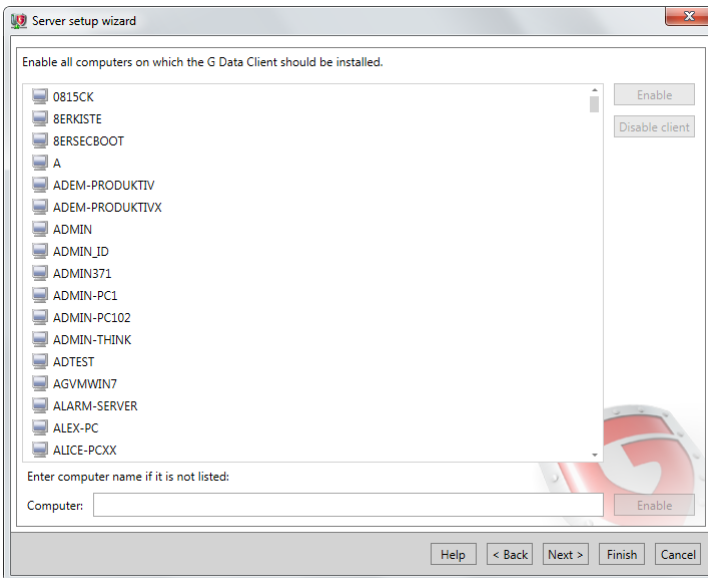 Server setup wizard
Enable all computers on which the G Data Client should be installed.
0815CK
Enable
8ERKISTE
8ERSECBOOT
Disable client
A
ADEM-PRODUKTIV
ADEM-PRODUKTIVX
ADMIN
ADMIN_ID
ADMIN371
ADMIN-PC1
ADMIN-PC102
ADMIN-THINK
ADTEST
AGVMWIN7
ALARM-SERVER
ALEX-PC
ALICE-PCXX
Enter computer name if it is not listed:
Computer:
Enable
Help < Back Next > Finish Cancel